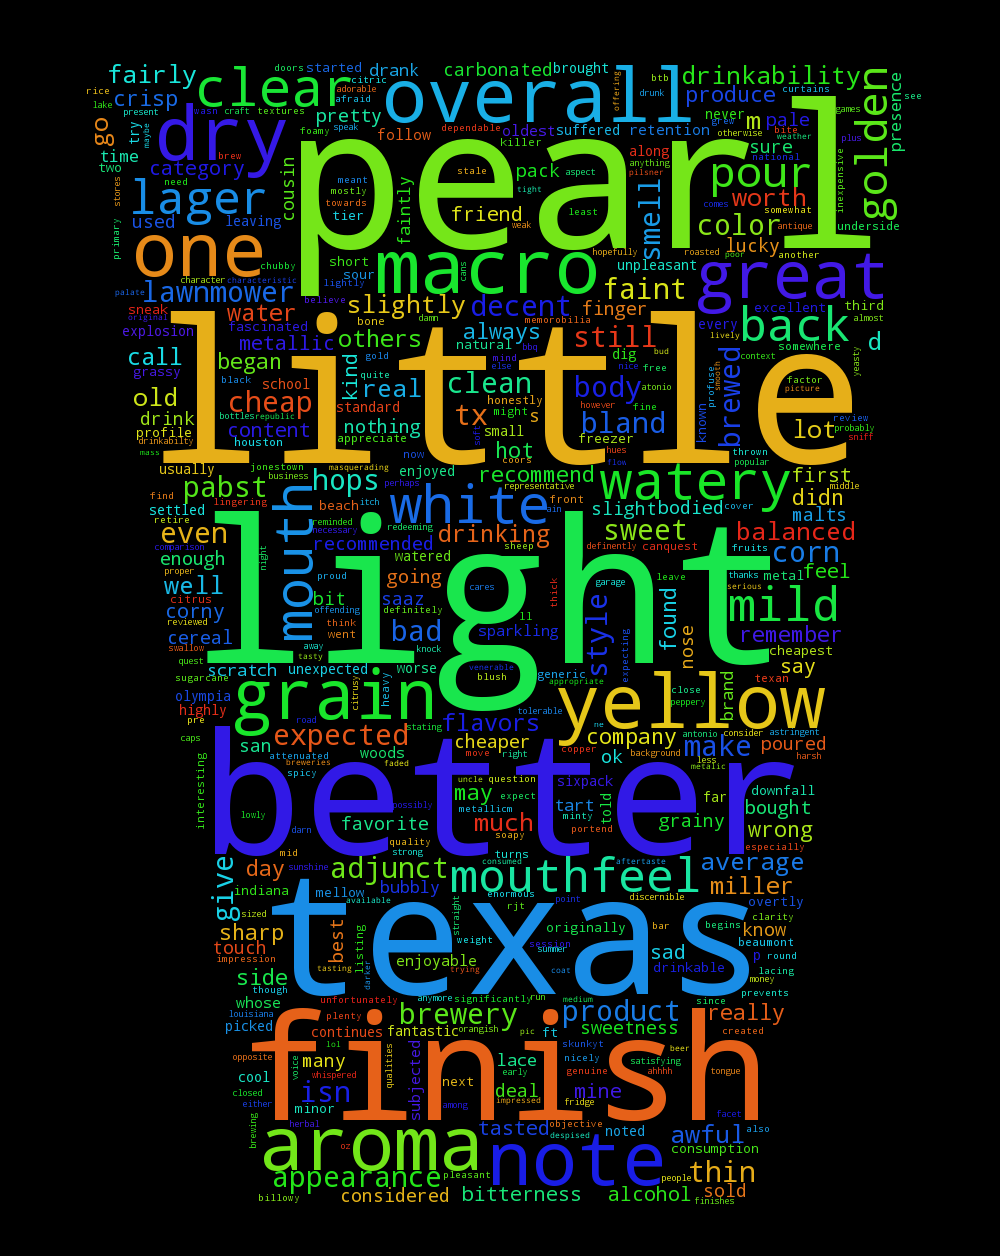 doors started drank carbonated brought
fairly clear citric overall btb drinkability golden
rice crisp adorable afraid offering drunk produce curtains presence
lake present wash craft textures pretty never m pale games see
go try maybe dry foamy speak follow dependable oldest suffered retention grew otherwise bite weather plus
time brew killer along national sure
two category cousin pearl stale tight aspect anything pilsner pour inexpensive
stores need meant mostly towards faintly pack least smell worth comes somewhat
lager tier friend color antique underside
used leaving weak hopefully roasted lucky another
primary one chubby short sour macro cans unpleasant poor great
character characteristic lightly faint excellent third
palate lawnmower believe slightly decent finger every almost
sneak original water damn memorabilia still lively back
explosion fascinated bone always natural bud context somewhere d
grassy metallic others bbq mind else nice dig free factor yeasty
call began black gold kind quite clean body atonio brewed profuse smooth picture
old school real honestly however fine known review
drink cheap standard tx might s bland hues lot probably
profile bottles republic nothing small flow sniff
drinkabilty content appreciate soft freezer thrown
mass houston now hot coors popular
little
usually jonestown masquerading enjoyed recommend first
pabst business hops perhaps representative watery middle
find lingering beach itch white front ain slight bodied cover didn
settled mouth reminded necessary redeeming drinking sweet definently malts
retire even recommended watered sheep canquest balanced
comparison night proud going cares garage fruits corn
proper enough well bit saaz thick leave thanks metal feel
citrus offending definitely ll style found serious mild
corny reviewed think bad sparkling expecting nose remember
cereal went away knock cheapest
swallow scratch tasty light venerable generic say
quest unexpected worse blush appropriate texan
sugarcane citrusy heavy tolerable close brand
olympia grain peppery yellow
highly flavors ne
pre road stating company antonio consider astringent
caps expected cheaper copper background less make poured
san woods move right ok metalic harsh
interesting attenuated breweries faded uncle question
spicy better sixpack far downfall
lowly may possibly expect metallicm minty told bought
darn favorite much tart portend grainy wrong
mid quality soapy especially
give day sunshine adjunct strong turns consumed mouthfeel aftertaste average
indiana mellow bubbly enormous discernible miller overtly
sized available rjt point clarity
sharp best listing straight originally bar begins know
touch weight session summer sad beaumont
impression tasting darker enjoyable trying coat drinkable p round
side texas lacing
though money
whose unfortunately anymore significantly run medium since prevents
louisiana plenty brewery product really
picked continues fantastic orangish pic ft sweetness created
opposite lol lace skunkyt beer
many voice whispered qualities early nicely satisfying
cool finish next deal genuine ahhhh tongue
closed isn subjected impressed mine
either minor among fridge facet
brewing herbal tasted objective noted awful also
aroma oz note despised consumption
appearance pleasant people thin
billowy considered bitterness alcohol sold
finishes